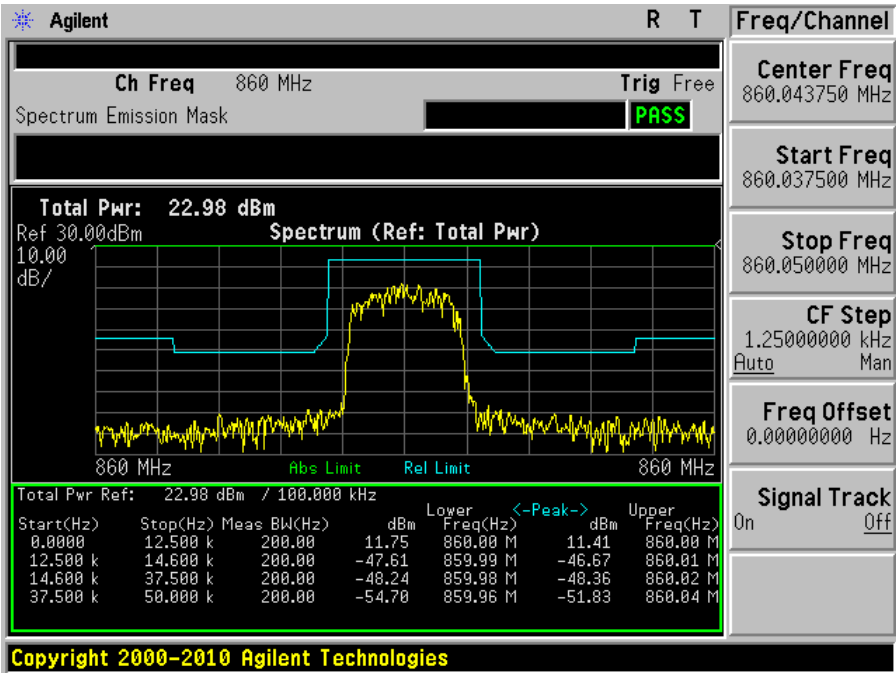 Agilent R T Freq/Channel
Ch Freq 860 MHz Trig Free
Spectrum Emission Mask PASS
Center Freq
860.043750 MHz
Start Freq
860.037500 MHz
Stop Freq
860.050000 MHz
CF Step
1.25000000 kHz
Auto Man
Freq Offset
0.00000000 Hz
Signal Track
On Off
Total Pwr: 22.98 dBm
Ref 30.00dBm Spectrum (Ref: Total Pwr)
10.00
dB/
860 MHz Abs Limit Rel Limit 860 MHz
Total Pwr Ref: 22.98 dBm / 100.000 kHz
Lower <-Peak-> Upper
Start(Hz) Stop(Hz) Meas BW(Hz) dBm Freq(Hz) dBm Freq(Hz)
0.0000 12.500 k 200.00 11.75 860.00 M 11.41 860.00 M
12.500 k 14.600 k 200.00 -47.61 859.99 M -46.67 860.01 M
14.600 k 37.500 k 200.00 -48.24 859.98 M -48.36 860.02 M
37.500 k 50.000 k 200.00 -54.70 859.96 M -51.83 860.04 M
Copyright 2000-2010 Agilent Technologies